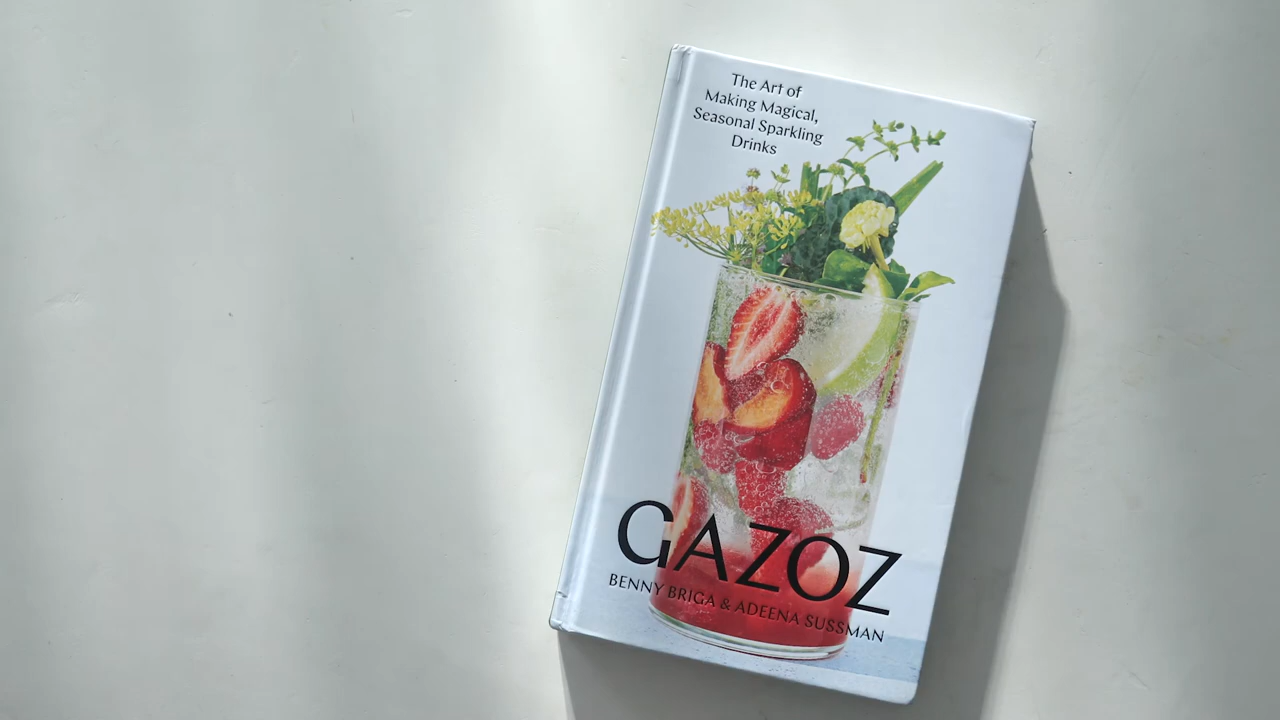 The Art of
Making Magical,
Seasonal Sparkling
Drinks
GAZOZ
BENNY BRIGA & ADEENA SUSSMAN